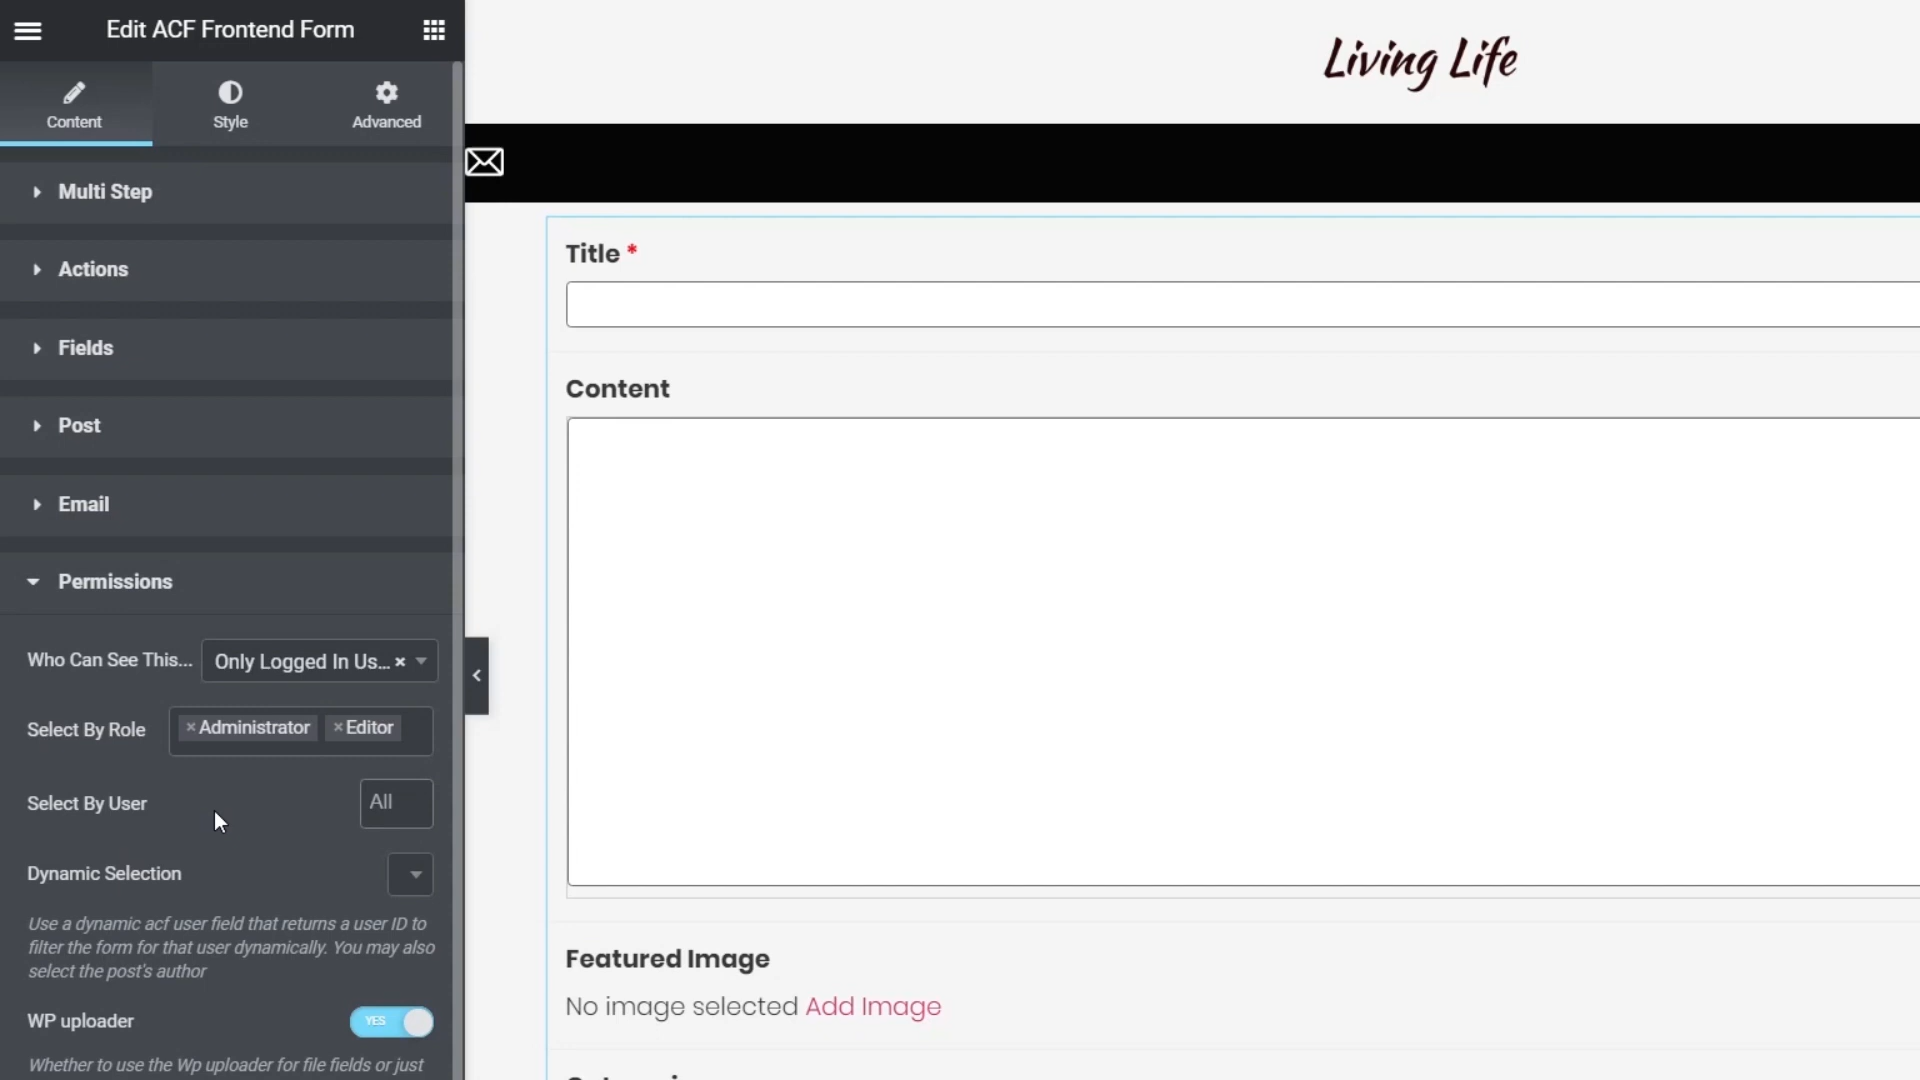 Edit ACF Frontend Form
Content
Style
Advanced
Multi Step
Actions
Fields
Post
Email
Permissions
Who Can See This...
Only Logged In Us... ×
Select By Role
×Administrator ×Editor
Select By User
All
Dynamic Selection
Use a dynamic acf user field that returns a user ID to
filter the form for that user dynamically. You may also
select the post's author
WP uploader
YES
Whether to use the Wp uploader for file fields or just
Living Life
Title *
Content
Featured Image
No image selected Add Image